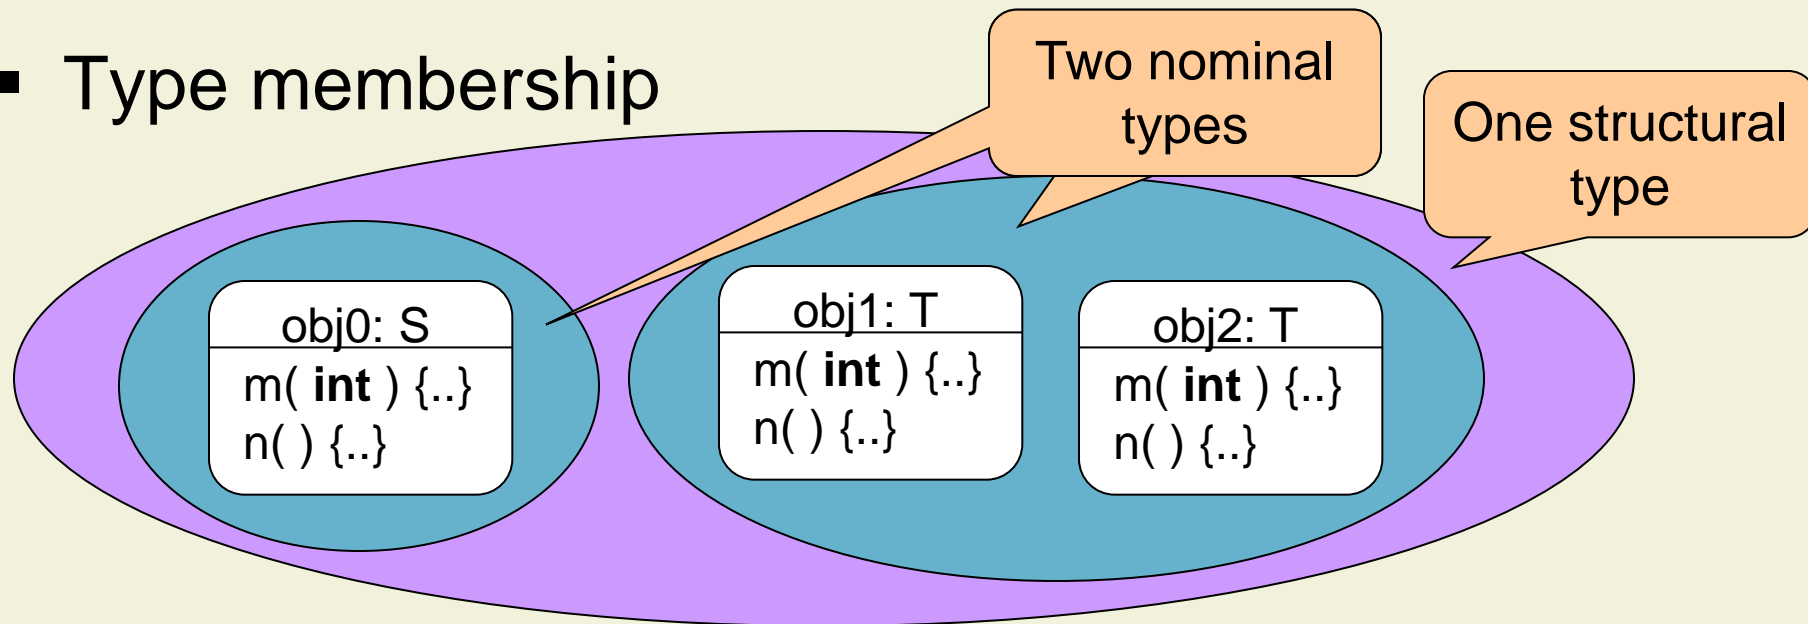 ▪ Type membership
Two nominal
types
One structural
type
obj0: S
m( int ) {..}
n( ) {..}
obj1: T
m( int ) {..}
n( ) {..}
obj2: T
m( int ) {..}
n( ) {..}